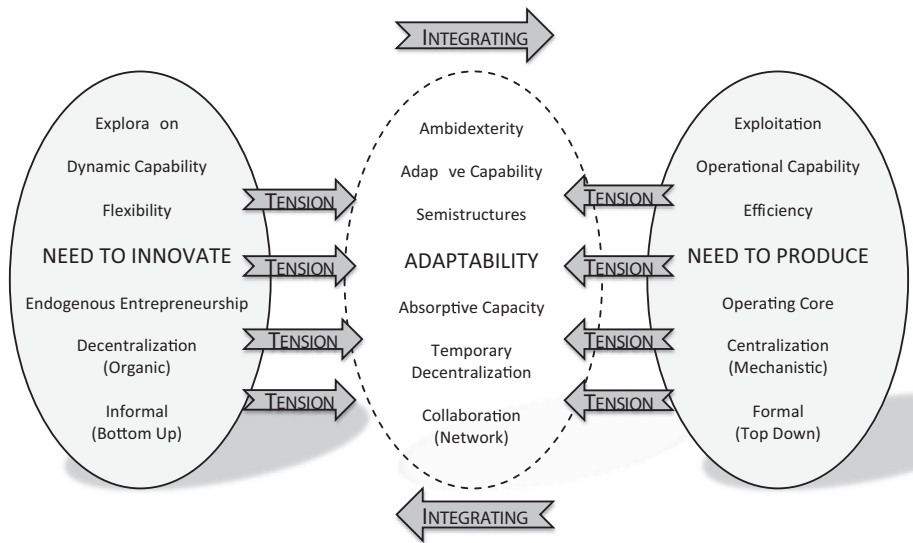 INTEGRATING
Explora on
Dynamic Capability
Flexibility
NEED TO INNOVATE
Endogenous Entrepreneurship
Decentralization
(Organic)
Informal
(Bottom Up)
TENSION
TENSION
TENSION
TENSION
Ambidexterity
Adap ve Capability
Semistructures
ADAPTABILITY
Absorptive Capacity
Temporary
Decentralization
Collaboration
(Network)
TENSION
TENSION
TENSION
TENSION
Exploitation
Operational Capability
Efficiency
NEED TO PRODUCE
Operating Core
Centralization
(Mechanistic)
Formal
(Top Down)
INTEGRATING